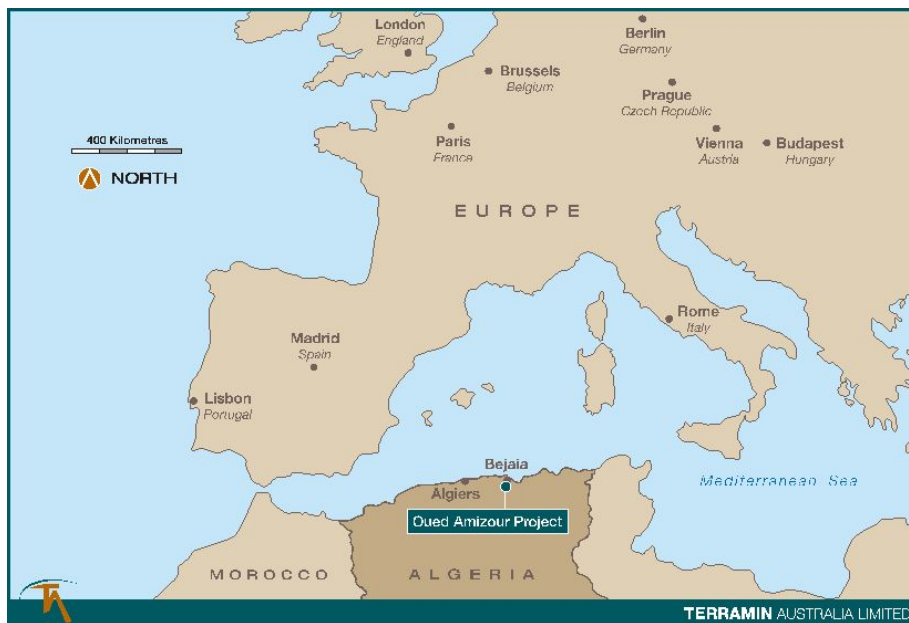 London
England
Berlin
Germany
Brussels
Belgium
Prague
Czech Republic
400 Kilometres
Paris
France
Vienna
Austria
Budapest
Hungary
NORTH
EUROPE
Rome
Italy
Madrid
Spain
Lisbon
Portugal
Bejaia
Mediterranean Sea
Algiers
Oued Amizour Project
MOROCCO
ALGERIA
TERRAMIN AUSTRALIA LIMITED